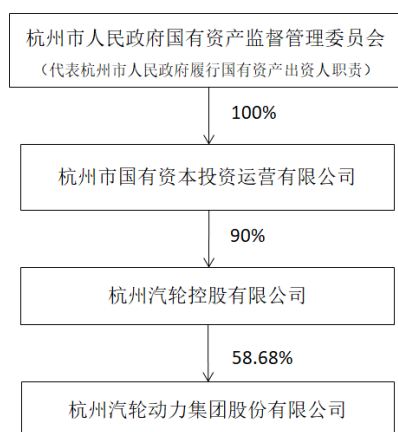 杭州市人民政府国有资产监督管理委员会
（代表杭州市人民政府履行国有资产出资人职责）
100%
杭州市国有资本投资运营有限公司
90%
杭州汽轮控股有限公司
58.68%
杭州汽轮动力集团股份有限公司